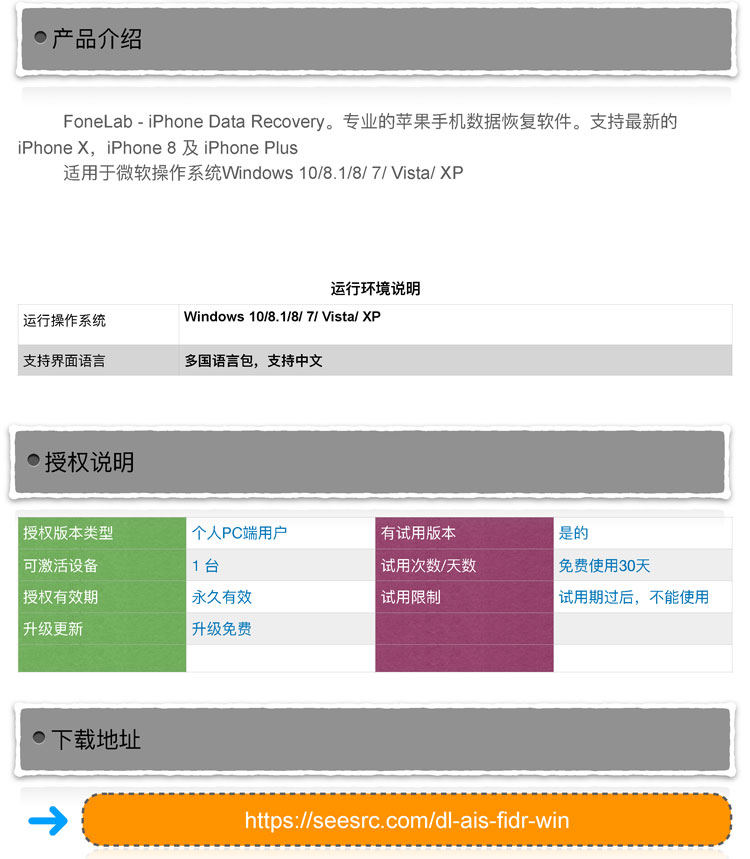 产品介绍
FoneLab - iPhone Data Recovery。专业的苹果手机数据恢复软件。支持最新的
iPhone X，iPhone 8 及 iPhone Plus
适用于微软操作系统Windows 10/8.1/8/ 7/ Vista/ XP
运行环境说明
运行操作系统 Windows 10/8.1/8/ 7/ Vista/ XP
支持界面语言 多国语言包，支持中文
授权说明
授权版本类型 个人PC端用户 有试用版本 是的
可激活设备 1 台 试用次数/天数 免费使用30天
授权有效期 永久有效 试用限制 试用期过后，不能使用
升级更新 升级免费
下载地址
https://seesrc.com/dl-ais-fidr-win